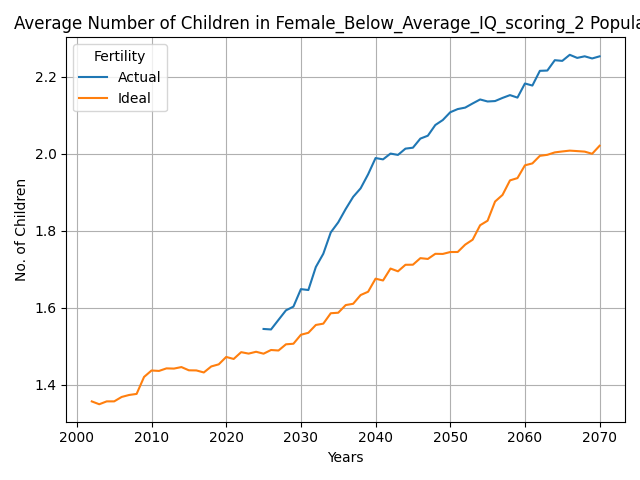 Average Number of Children in Female_Below_Average_IQ_scoring_2 Popula
Fertility
Actual
Ideal
2.2
2.0
1.8
1.6
1.4
No. of Children
2000 2010 2020 2030 2040 2050 2060 2070
Years